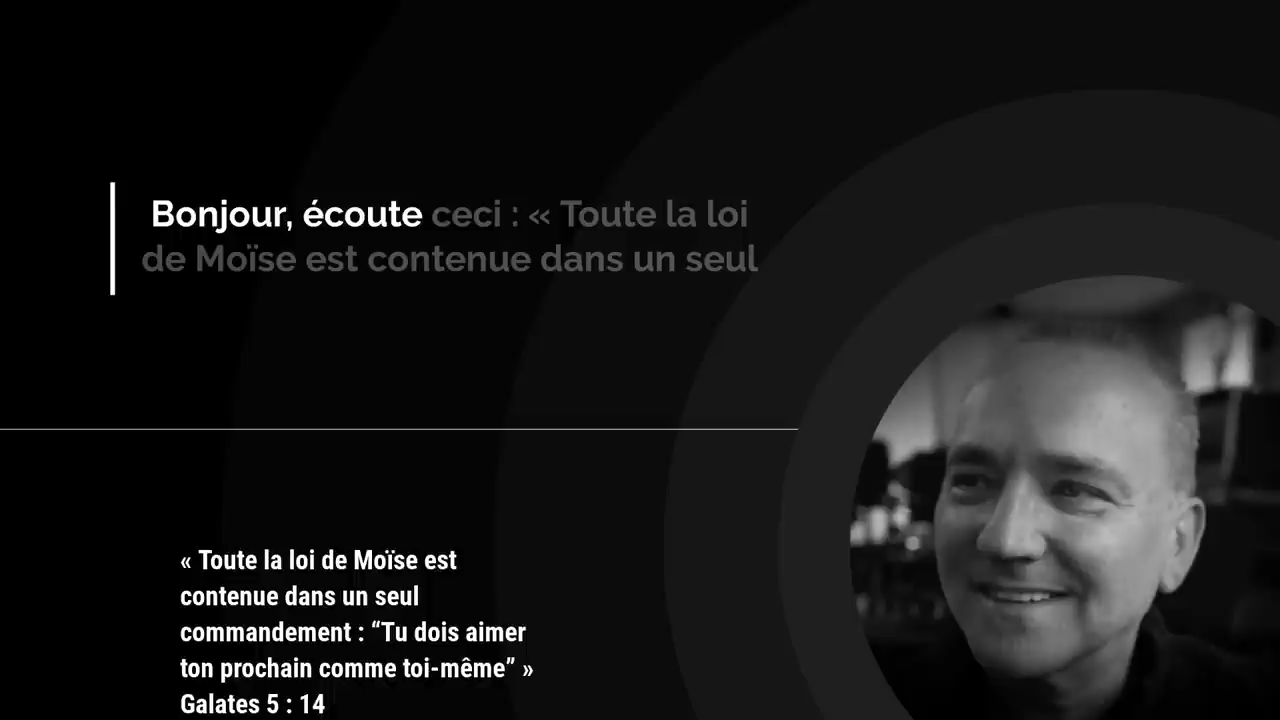 Bonjour, écoute ceci : « Toute la loi
de Moïse est contenue dans un seul
« Toute la loi de Moïse est
contenue dans un seul
commandement : “Tu dois aimer
ton prochain comme toi-même” »
Galates 5 : 14